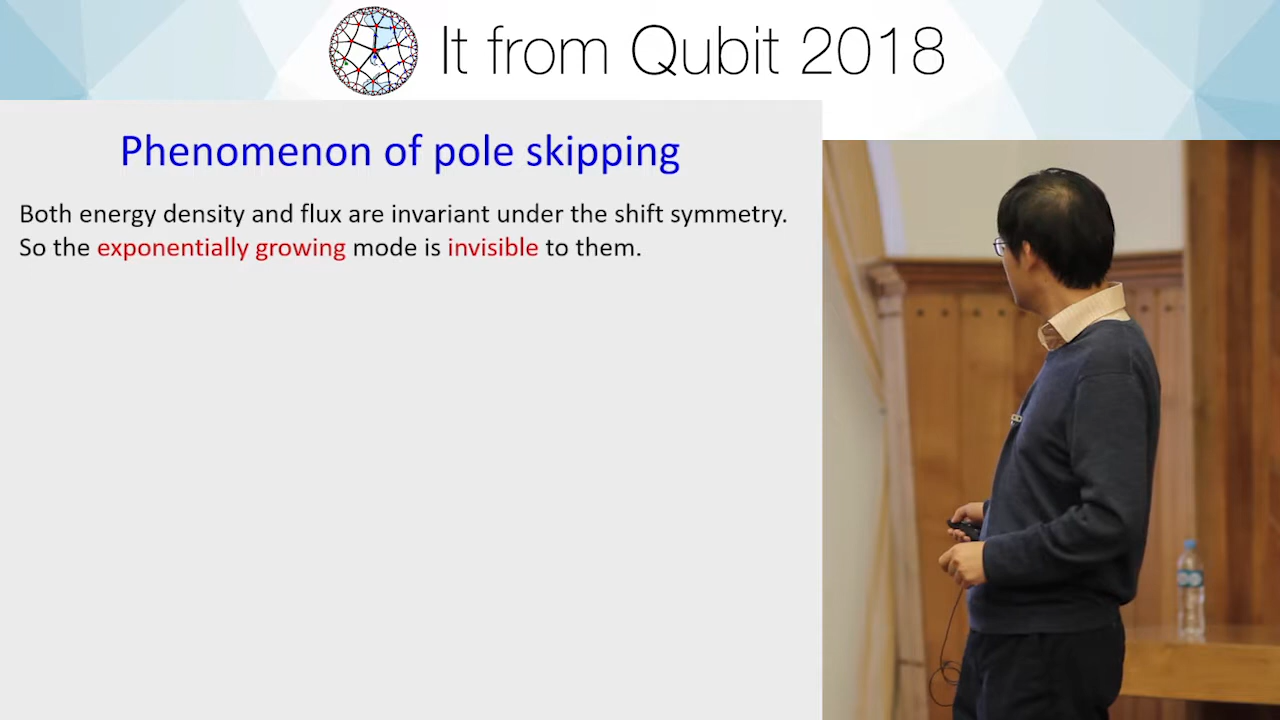 It from Qubit 2018
Phenomenon of pole skipping
Both energy density and flux are invariant under the shift symmetry.
So the exponentially growing mode is invisible to them.